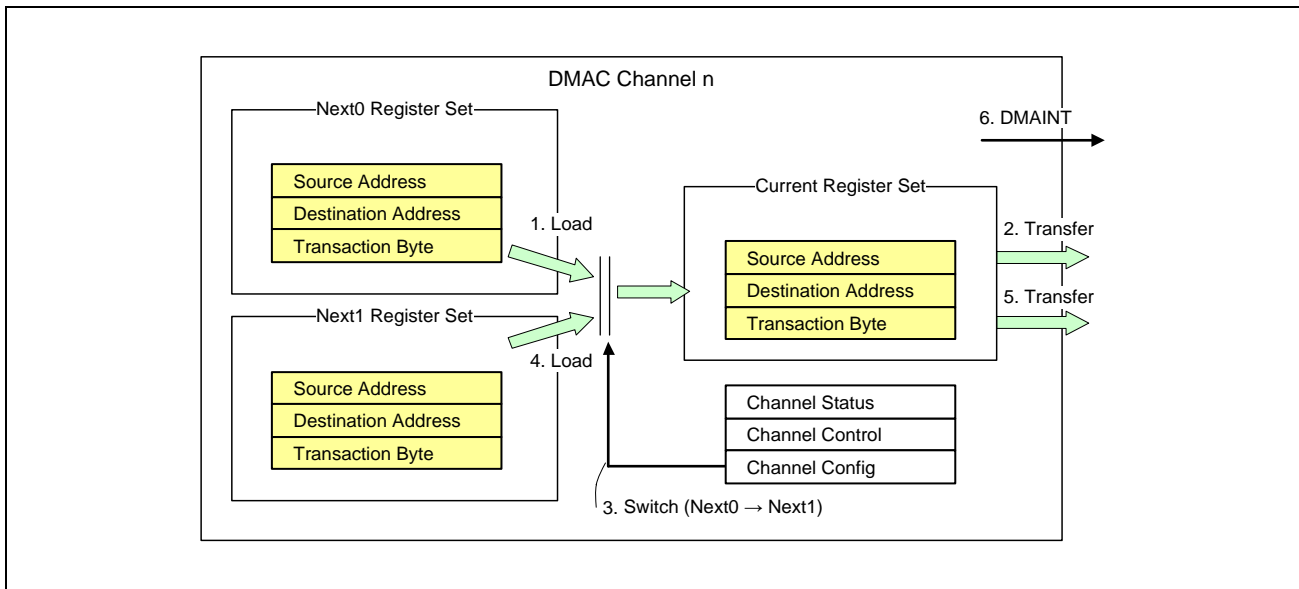 DMAC Channel n
Next0 Register Set
Source Address
Destination Address
Transaction Byte
1. Load
Next1 Register Set
Source Address
Destination Address
Transaction Byte
4. Load
3. Switch (Next0 → Next1)
Current Register Set
Source Address
Destination Address
Transaction Byte
Channel Status
Channel Control
Channel Config
6. DMAINT
2. Transfer
5. Transfer